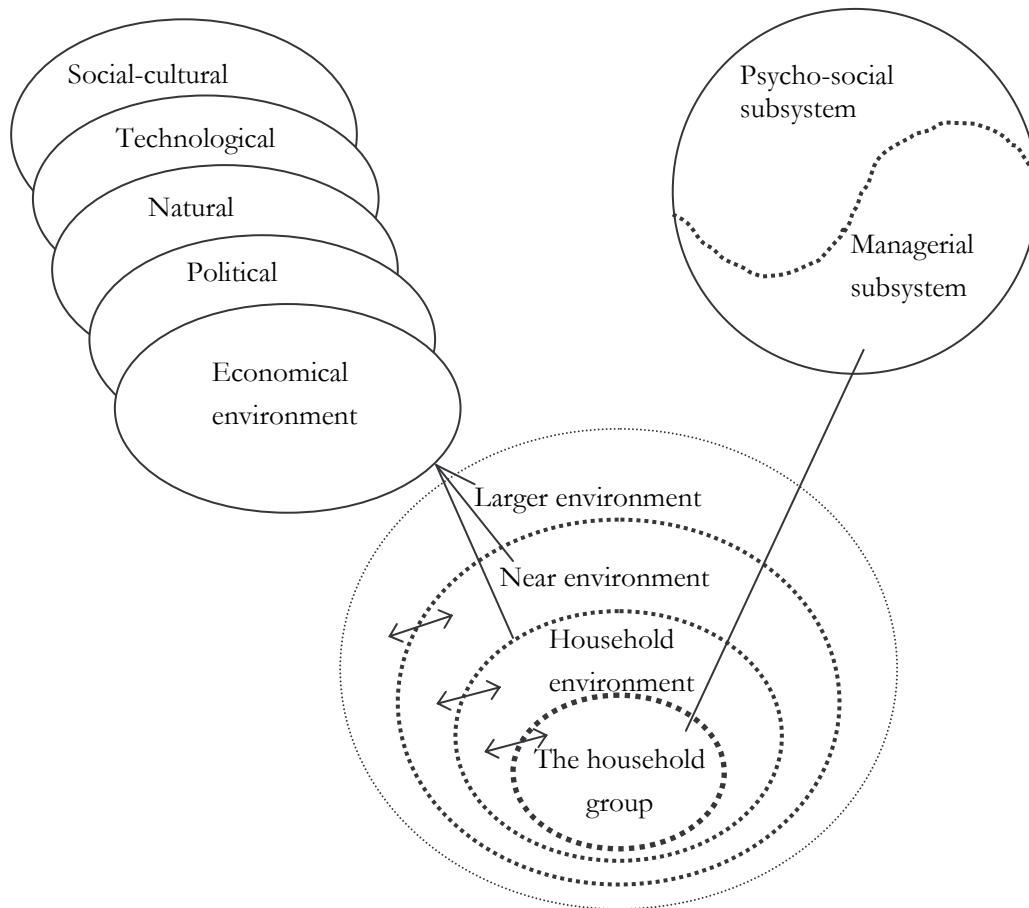 Social-cultural
Technological
Natural
Political
Economical
environment
Psycho-social
subsystem
Managerial
subsystem
Larger environment
Near environment
Household
environment
The household
group